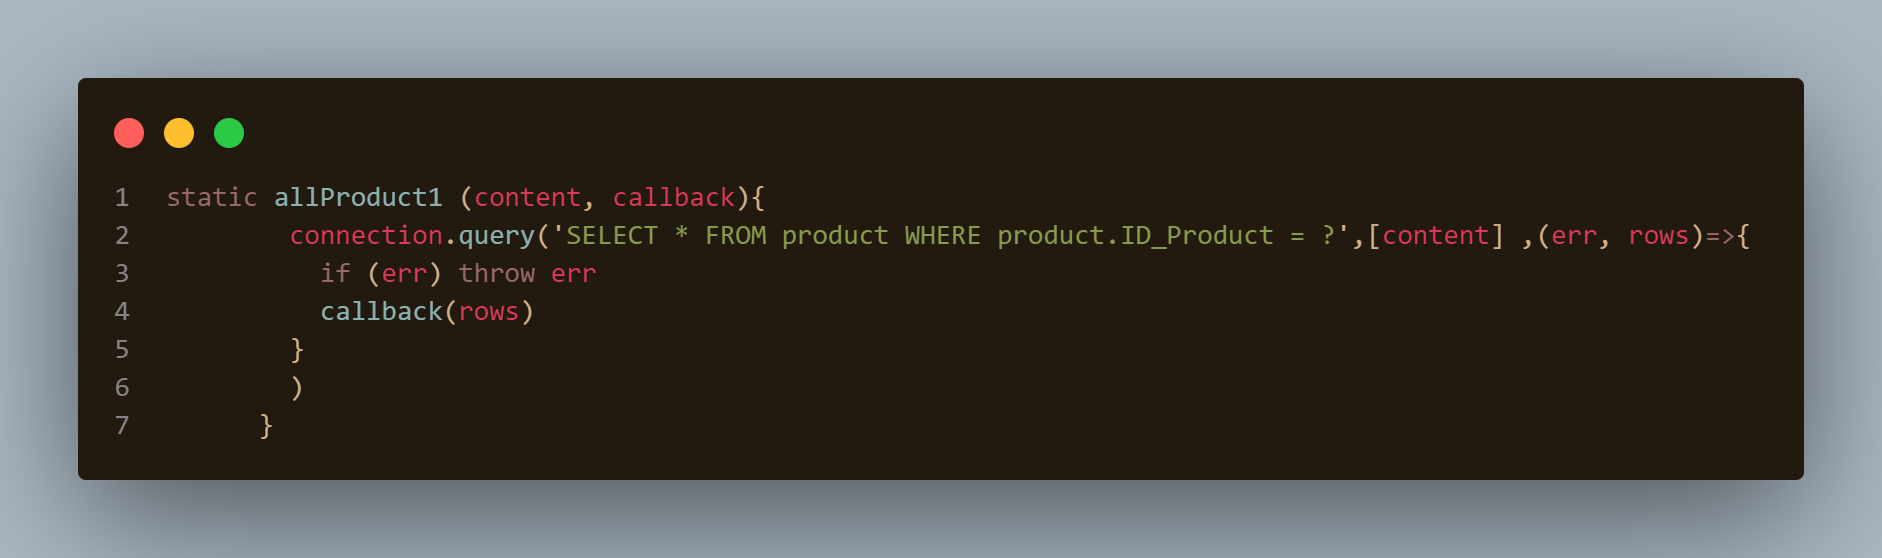 1 static allProduct1 (content, callback){
2 connection.query('SELECT * FROM product WHERE product.ID_Product = ?',[content] ,(err, rows)=>{
3 if (err) throw err
4 callback(rows)
5 }
6 )
7 }